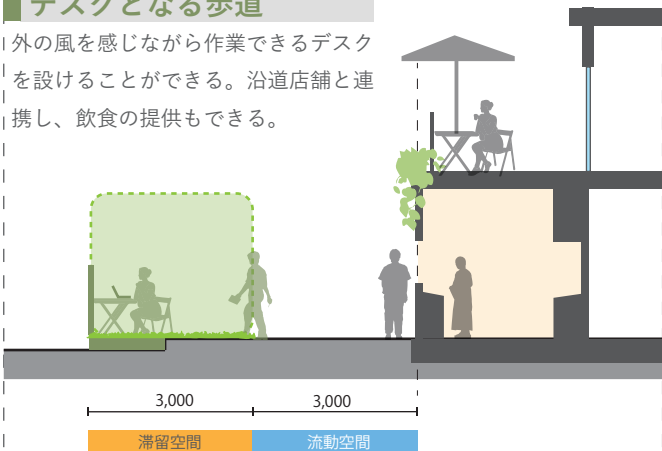 デスクとなる歩道
外の風を感じながら作業できるデスク
を設けることができる。沿道店舗と連
携し、飲食の提供もできる。
3,000 3,000
滞留空間 流動空間